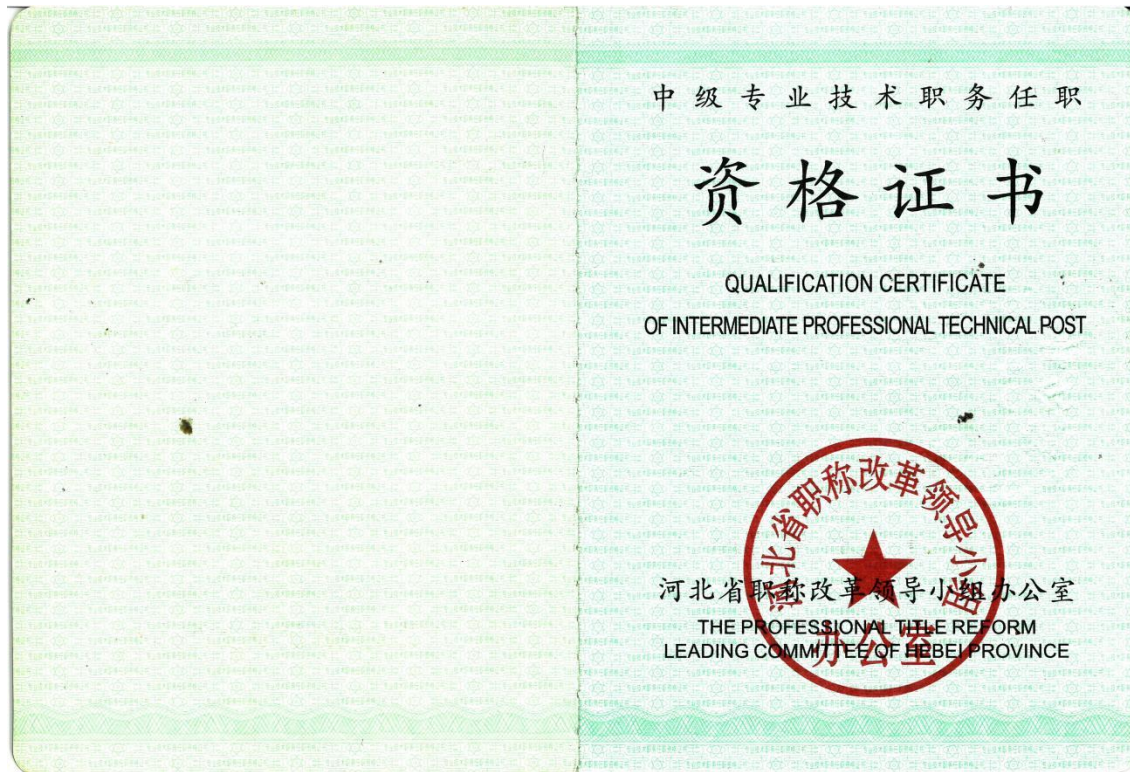 中级专业技术职务任职
资格证书
QUALIFICATION CERTIFICATE
OF INTERMEDIATE PROFESSIONAL TECHNICAL POST
河北省职称改革领导小组
办公室
河北省职称改革领导小组办公室
THE PROFESSIONAL TITLE REFORM
LEADING COMMITTEE OF HEBEI PROVINCE